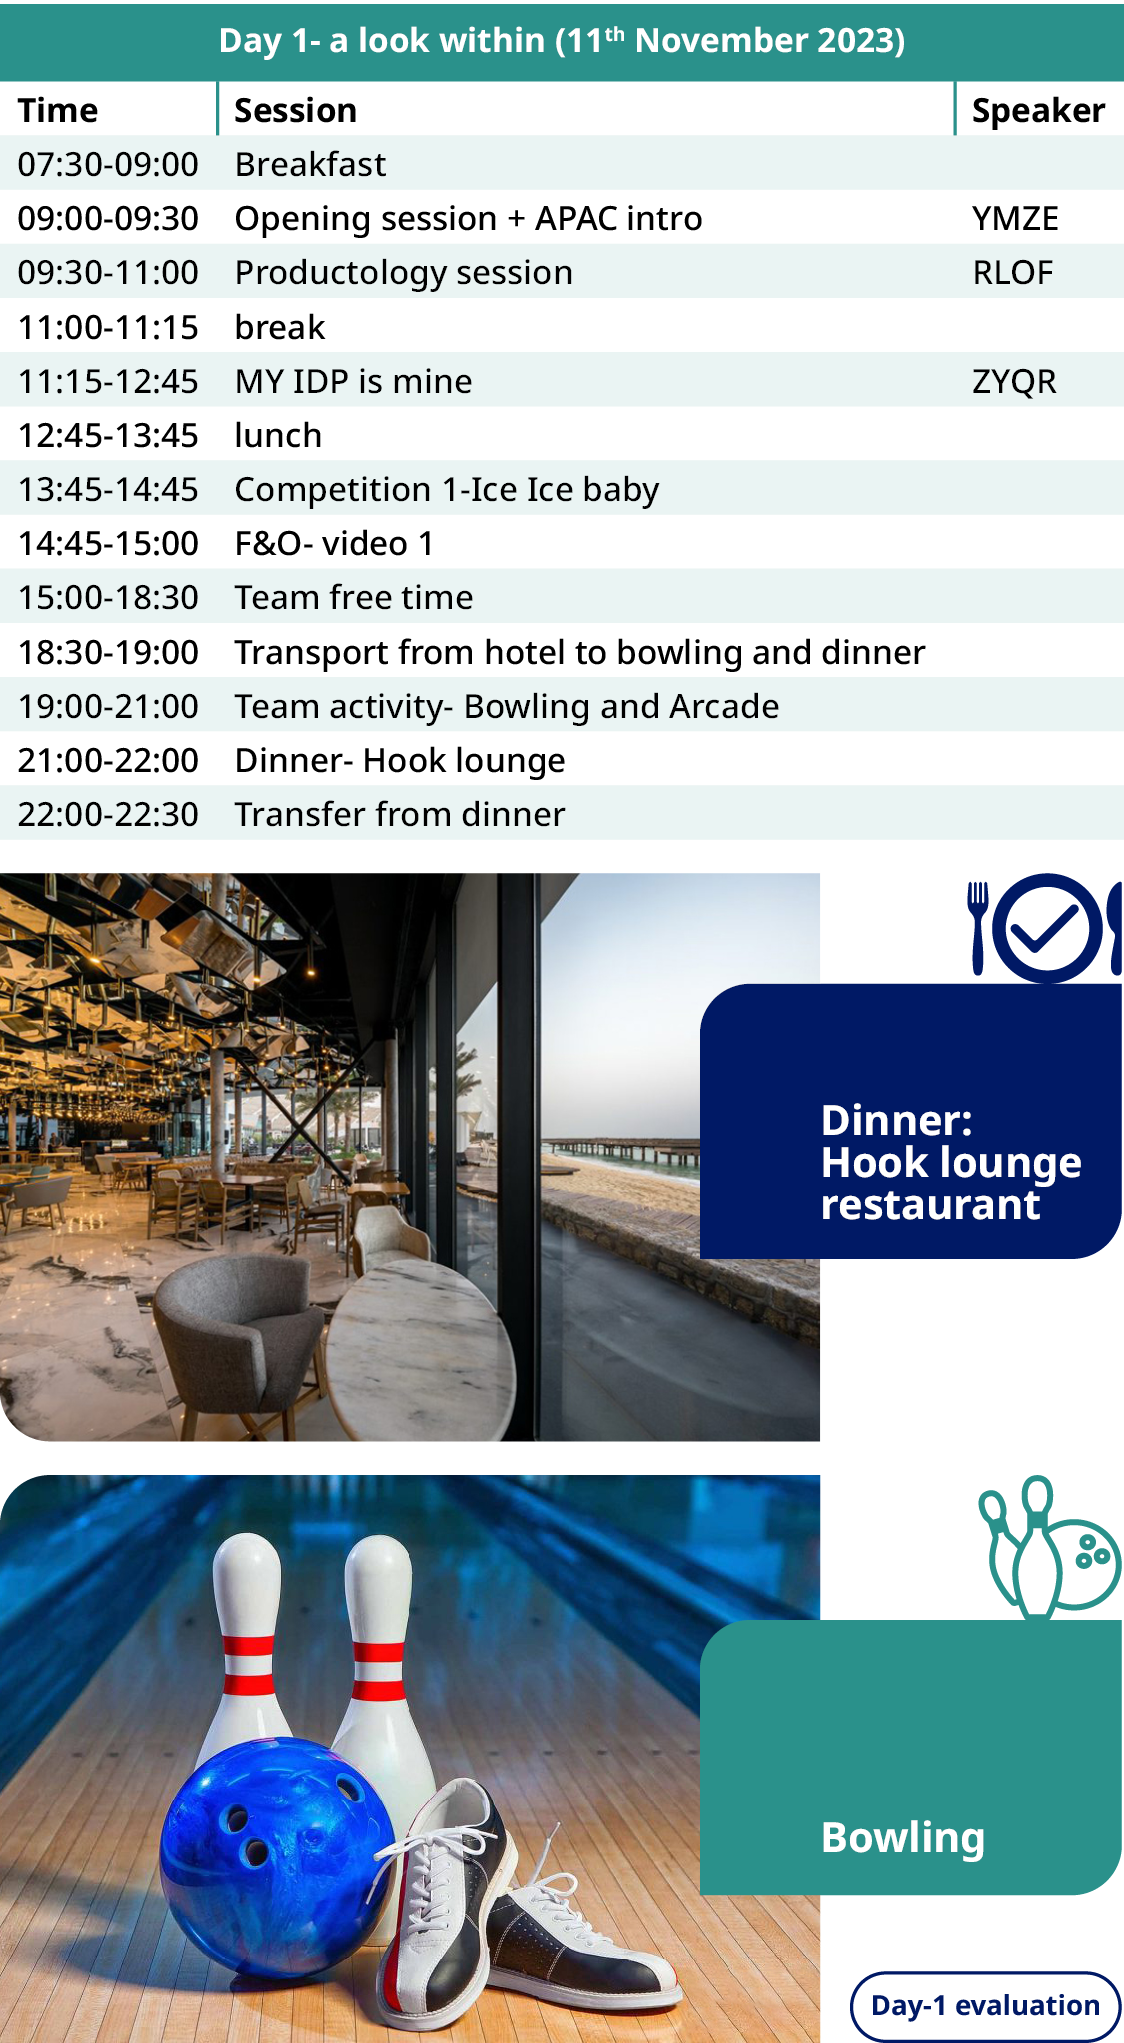 Day 1- a look within (11th November 2023)
Time Session Speaker
07:30-09:00 Breakfast
09:00-09:30 Opening session + APAC intro YMZE
09:30-11:00 Productology session RLOF
11:00-11:15 break
11:15-12:45 MY IDP is mine ZYQR
12:45-13:45 lunch
13:45-14:45 Competition 1-Ice Ice baby
14:45-15:00 F&O- video 1
15:00-18:30 Team free time
18:30-19:00 Transport from hotel to bowling and dinner
19:00-21:00 Team activity- Bowling and Arcade
21:00-22:00 Dinner- Hook lounge
22:00-22:30 Transfer from dinner
Dinner:
Hook lounge
restaurant
Bowling
Day-1 evaluation